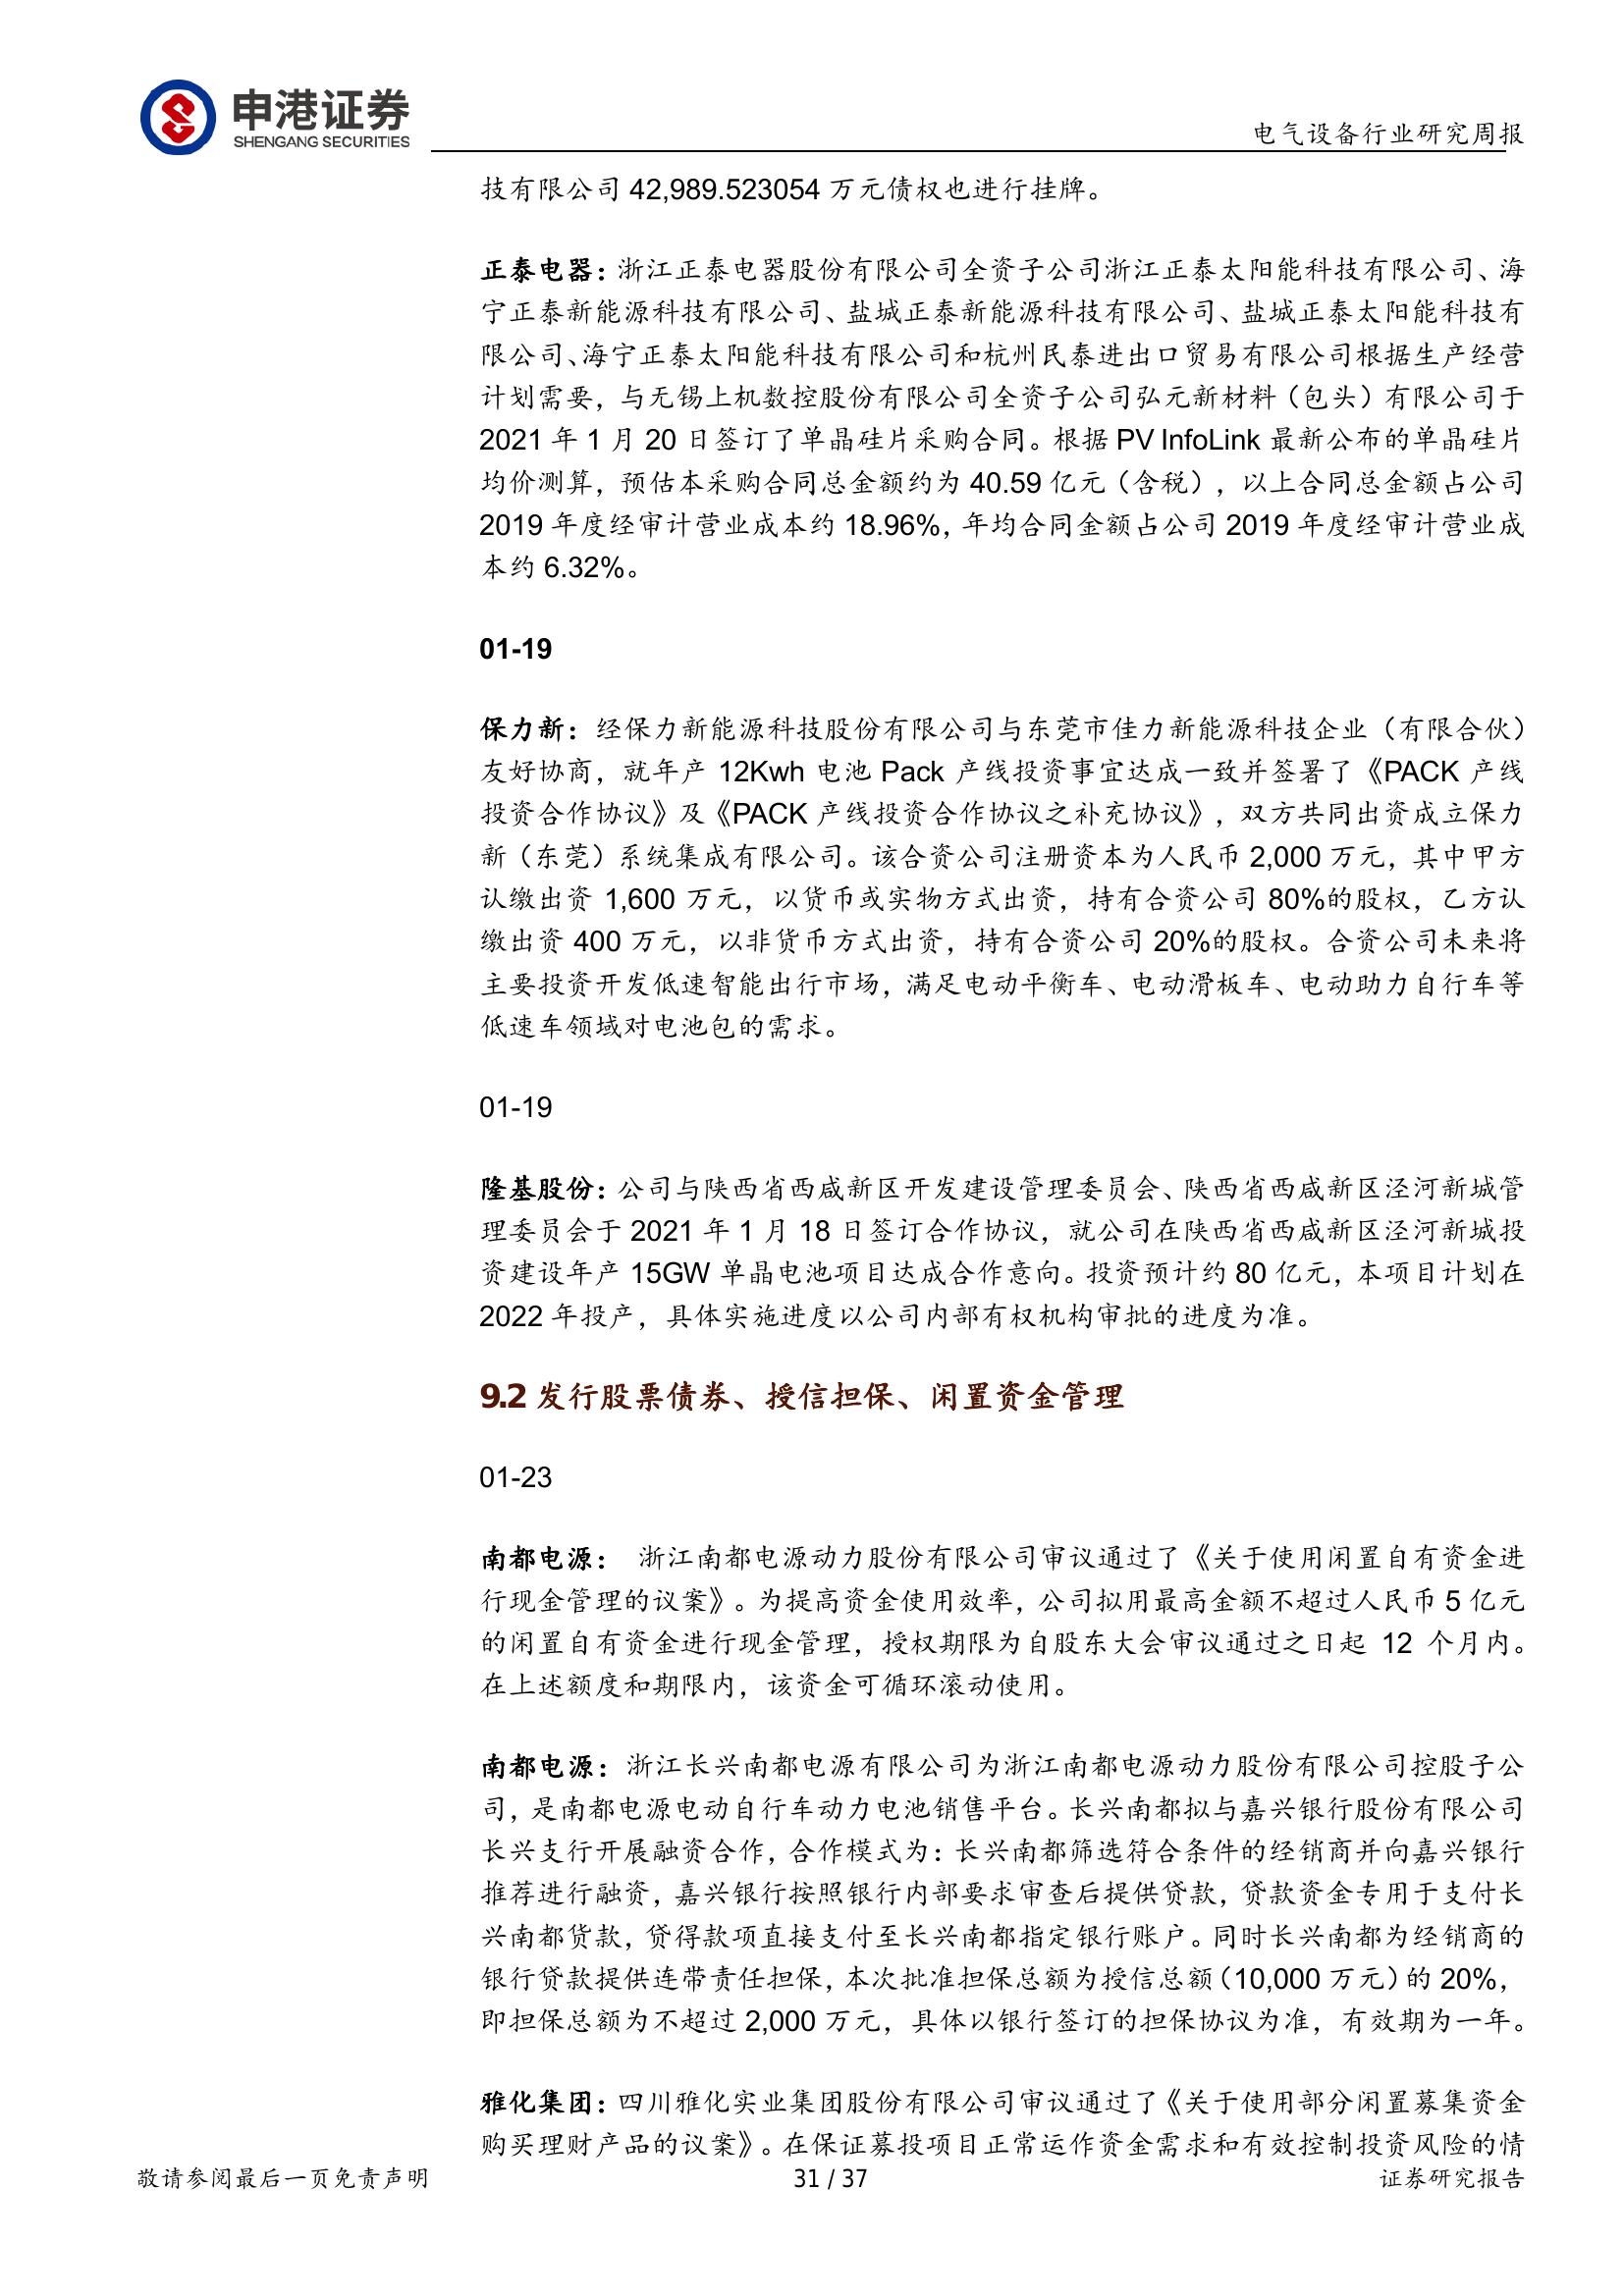 申港证券
SHENGANG SECURITIES
电气设备行业研究周报
技有限公司 42,989.523054 万元债权也进行挂牌。
正泰电器：浙江正泰电器股份有限公司全资子公司浙江正泰太阳能科技有限公司、海
宁正泰新能源科技有限公司、盐城正泰新能源科技有限公司、盐城正泰太阳能科技有
限公司、海宁正泰太阳能科技有限公司和杭州民泰进出口贸易有限公司根据生产经营
计划需要，与无锡上机数控股份有限公司全资子公司弘元新材料（包头）有限公司于
2021 年 1 月 20 日签订了单晶硅片采购合同。根据 PV InfoLink 最新公布的单晶硅片
均价测算，预估本采购合同总金额约为 40.59 亿元（含税），以上合同总金额占公司
2019 年度经审计营业成本约 18.96%，年均合同金额占公司 2019 年度经审计营业成
本约 6.32%。
01-19
保力新：经保力新能源科技股份有限公司与东莞市佳力新能源科技企业（有限合伙）
友好协商，就年产 12Kwh 电池 Pack 产线投资事宜达成一致并签署了《PACK 产线
投资合作协议》及《PACK 产线投资合作协议之补充协议》，双方共同出资成立保力
新（东莞）系统集成有限公司。该合资公司注册资本为人民币 2,000 万元，其中甲方
认缴出资 1,600 万元，以货币或实物方式出资，持有合资公司 80%的股权，乙方认
缴出资 400 万元，以非货币方式出资，持有合资公司 20%的股权。合资公司未来将
主要投资开发低速智能出行市场，满足电动平衡车、电动滑板车、电动助力自行车等
低速车领域对电池包的需求。
01-19
隆基股份：公司与陕西省西咸新区开发建设管理委员会、陕西省西咸新区泾河新城管
理委员会于 2021 年 1 月 18 日签订合作协议，就公司在陕西省西咸新区泾河新城投
资建设年产 15GW 单晶电池项目达成合作意向。投资预计约 80 亿元，本项目计划在
2022 年投产，具体实施进度以公司内部有权机构审批的进度为准。
9.2 发行股票债券、授信担保、闲置资金管理
01-23
南都电源： 浙江南都电源动力股份有限公司审议通过了《关于使用闲置自有资金进
行现金管理的议案》。为提高资金使用效率，公司拟用最高金额不超过人民币 5 亿元
的闲置自有资金进行现金管理，授权期限为自股东大会审议通过之日起 12 个月内。
在上述额度和期限内，该资金可循环滚动使用。
南都电源：浙江长兴南都电源有限公司为浙江南都电源动力股份有限公司控股子公
司，是南都电源电动自行车动力电池销售平台。长兴南都拟与嘉兴银行股份有限公司
长兴支行开展融资合作，合作模式为：长兴南都筛选符合条件的经销商并向嘉兴银行
推荐进行融资，嘉兴银行按照银行内部要求审查后提供贷款，贷款资金专用于支付长
兴南都货款，贷得款项直接支付至长兴南都指定银行账户。同时长兴南都为经销商的
银行贷款提供连带责任担保，本次批准担保总额为授信总额（10,000 万元）的 20%，
即担保总额为不超过 2,000 万元，具体以银行签订的担保协议为准，有效期为一年。
雅化集团：四川雅化实业集团股份有限公司审议通过了《关于使用部分闲置募集资金
购买理财产品的议案》。在保证募投项目正常运作资金需求和有效控制投资风险的情
敬请参阅最后一页免责声明
31 / 37
证券研究报告